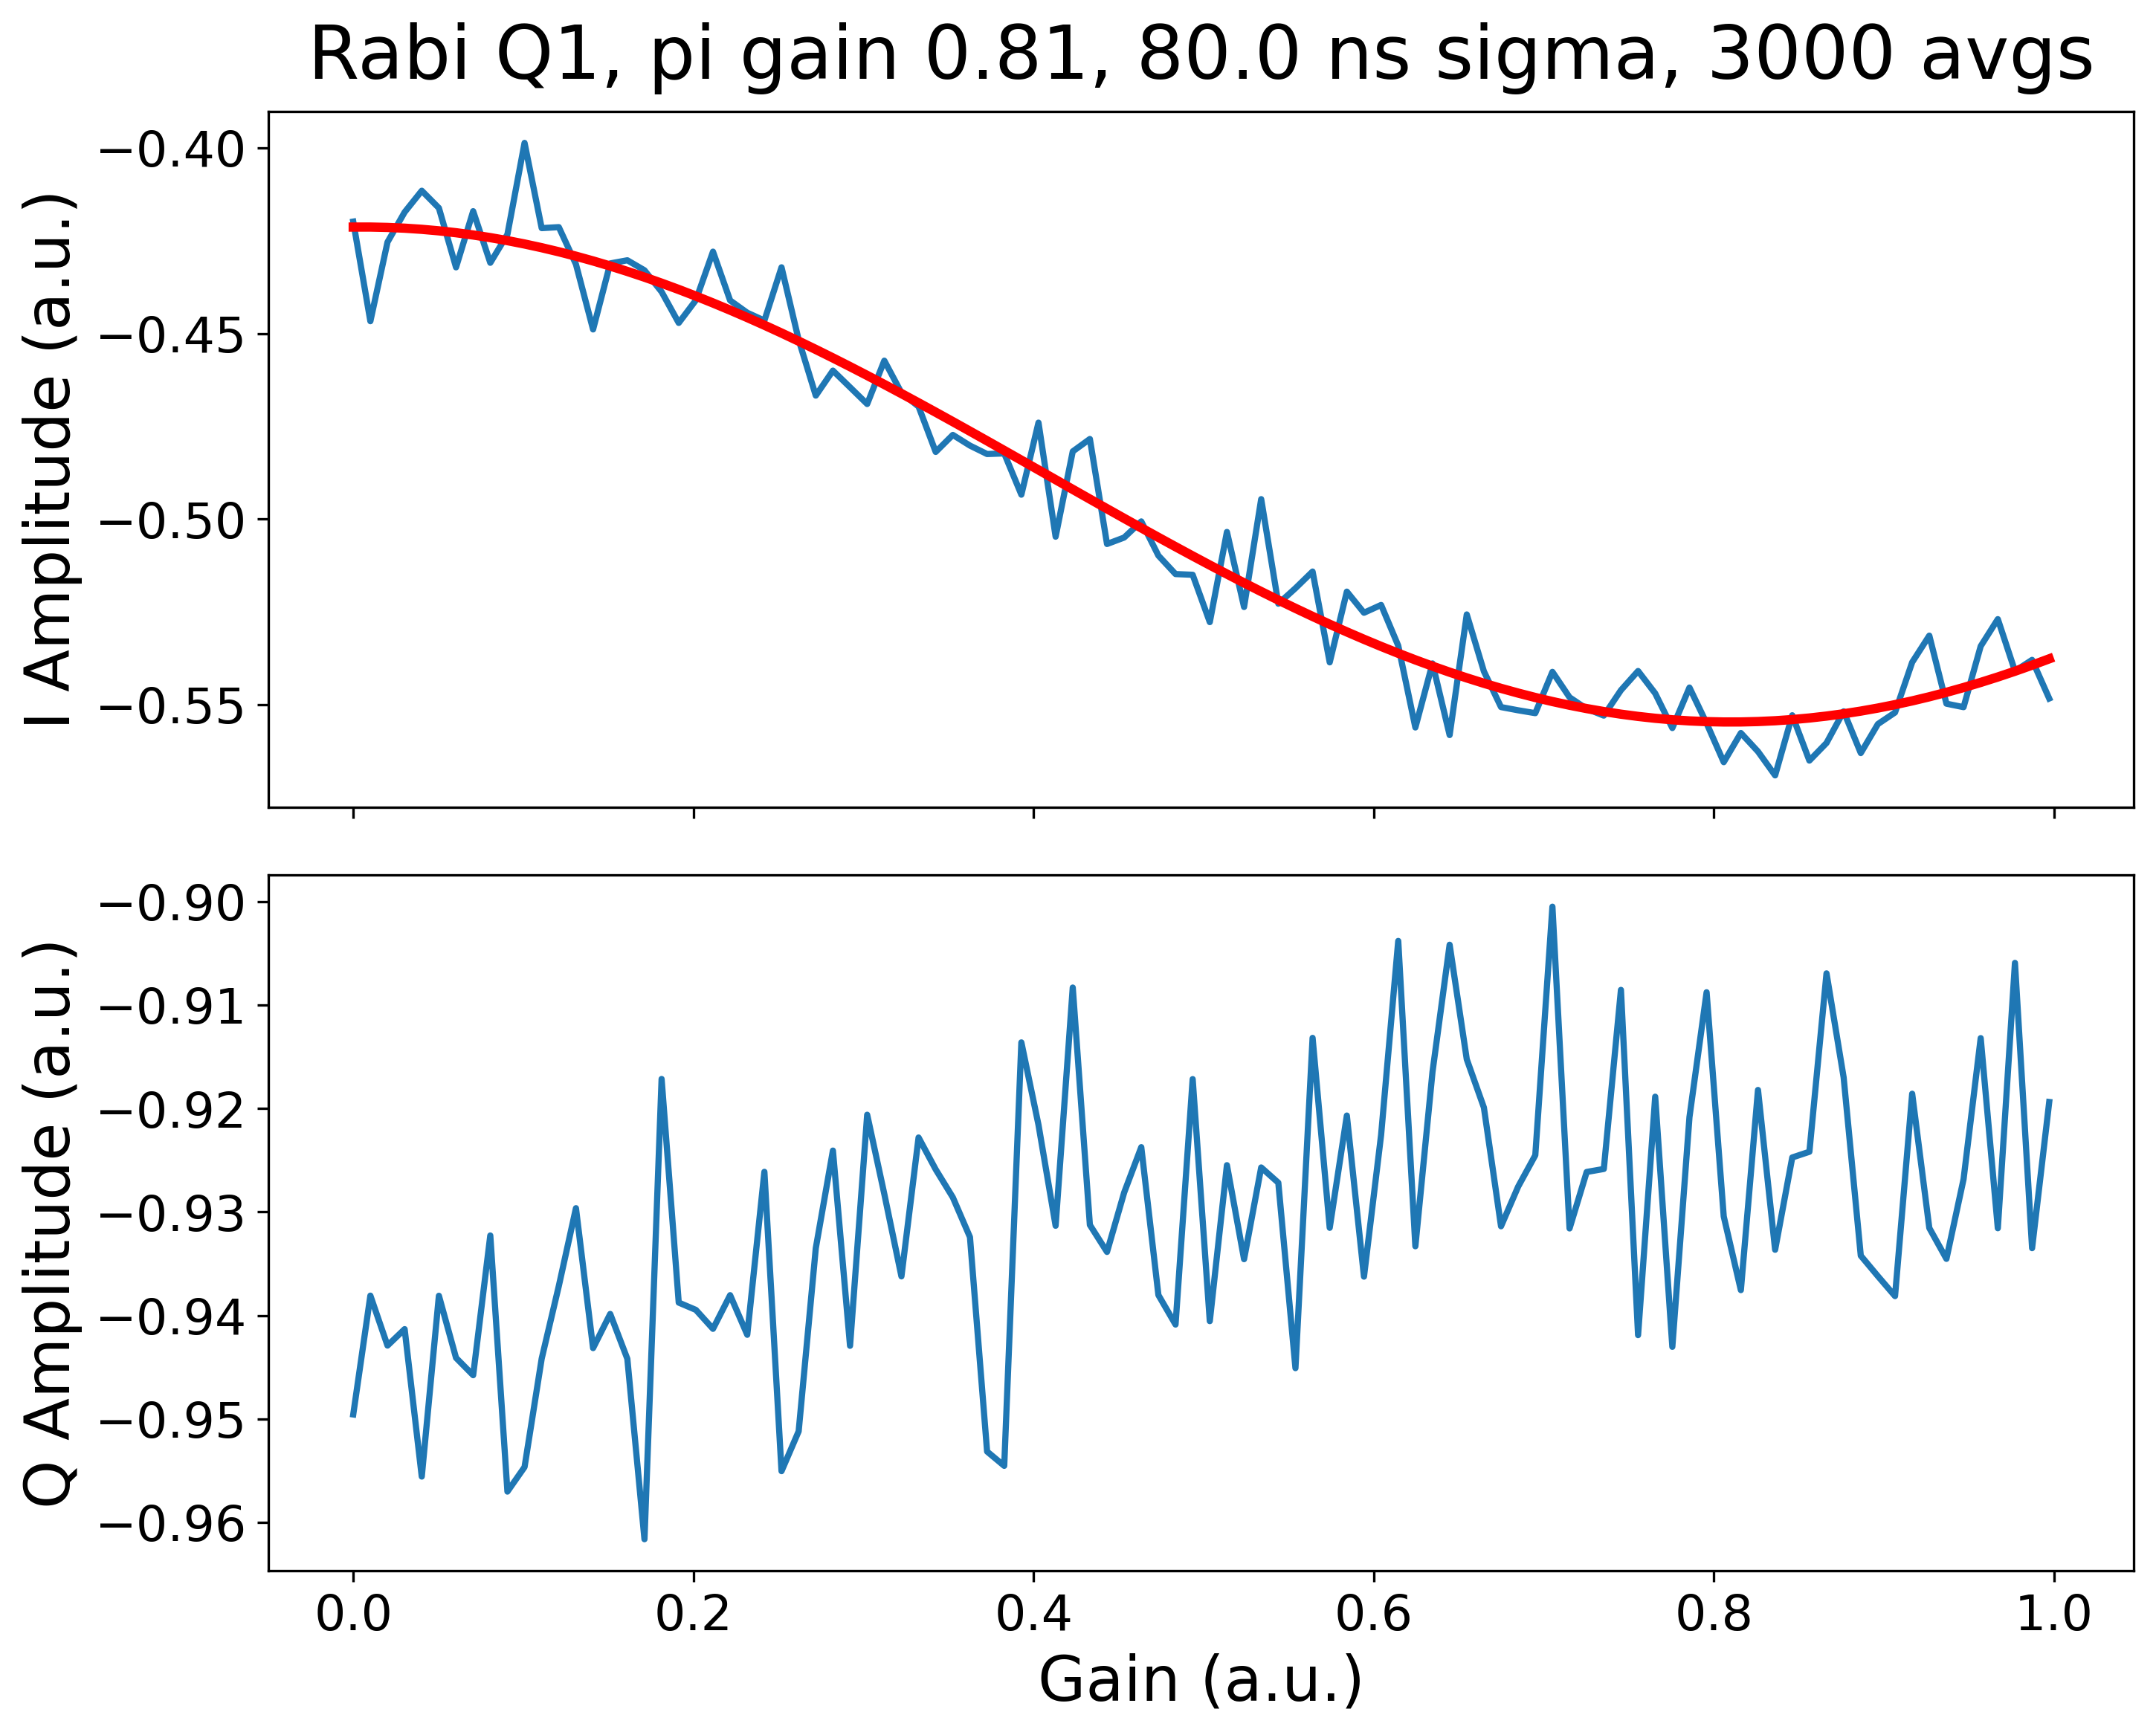 Rabi Q1, pi gain 0.81, 80.0 ns sigma, 3000 avgs
I Amplitude (a.u.)
−0.40
−0.45
−0.50
−0.55
Q Amplitude (a.u.)
−0.90
−0.91
−0.92
−0.93
−0.94
−0.95
−0.96
0.0 0.2 0.4 0.6 0.8 1.0
Gain (a.u.)